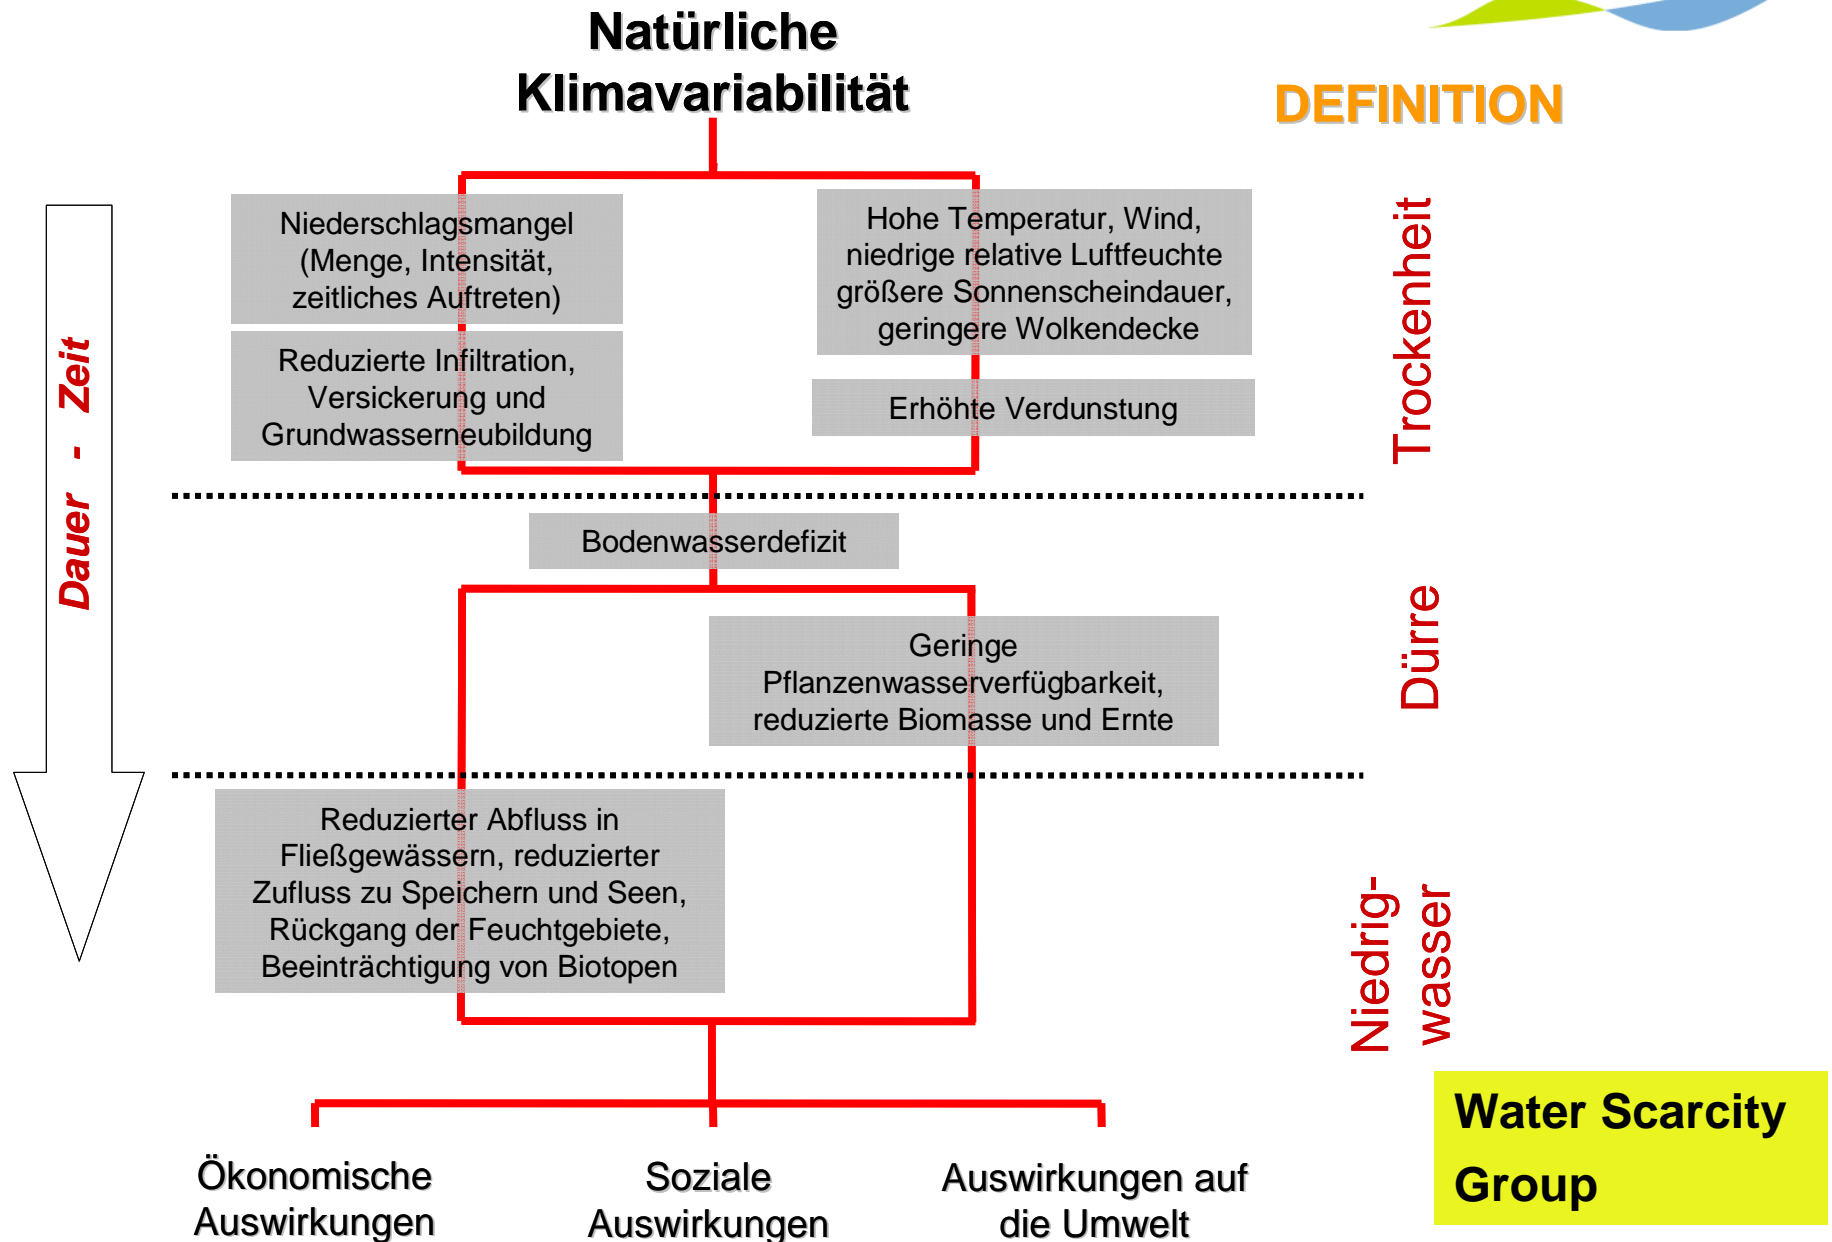 Natürliche
Klimavariabilität
DEFINITION
Niederschlagsmangel
(Menge, Intensität,
zeitliches Auftreten)
Hohe Temperatur, Wind,
niedrige relative Luftfeuchte
größere Sonnenscheindauer,
geringere Wolkendecke
Reduzierte Infiltration,
Versickerung und
Grundwasserneubildung
Erhöhte Verdunstung
Trockenheit
Dauer - Zeit
Bodenwasserdefizit
Geringe
Pflanzenwasserverfügbarkeit,
reduzierte Biomasse und Ernte
Dürre
Reduzierter Abfluss in
Fließgewässern, reduzierter
Zufluss zu Speichern und Seen,
Rückgang der Feuchtgebiete,
Beeinträchtigung von Biotopen
Niedrig-
wasser
Ökonomische
Auswirkungen
Soziale
Auswirkungen
Auswirkungen auf
die Umwelt
Water Scarcity
Group